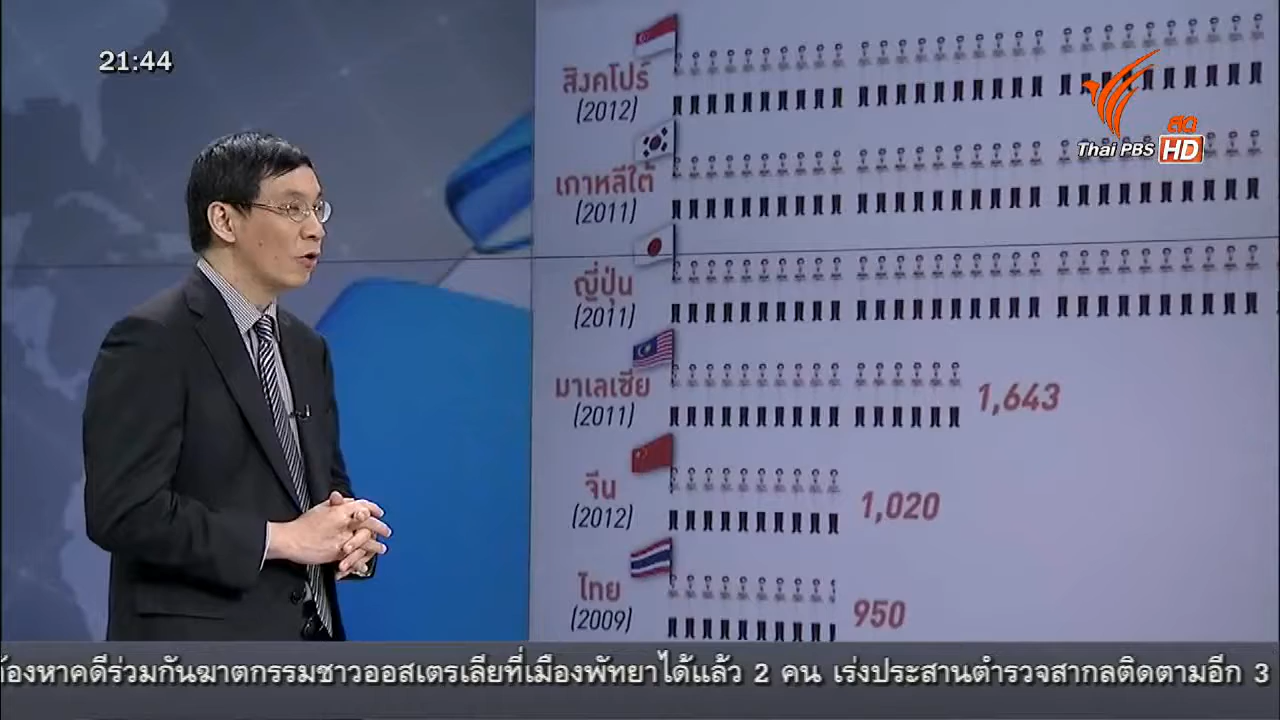 21:44
สิงคโปร์
(2012)
สด
Thai PBS HD
เกาหลีใต้
(2011)
ญี่ปุ่น
(2011)
มาเลเซีย
(2011)
1,643
จีน
(2012)
1,020
ไทย
(2009)
950
ต้องหาคดีร่วมกันฆาตกรรมชาวออสเตรเลียที่เมืองพัทยาได้แล้ว 2 คน เร่งประสานตำรวจสากลติดตามอีก 3